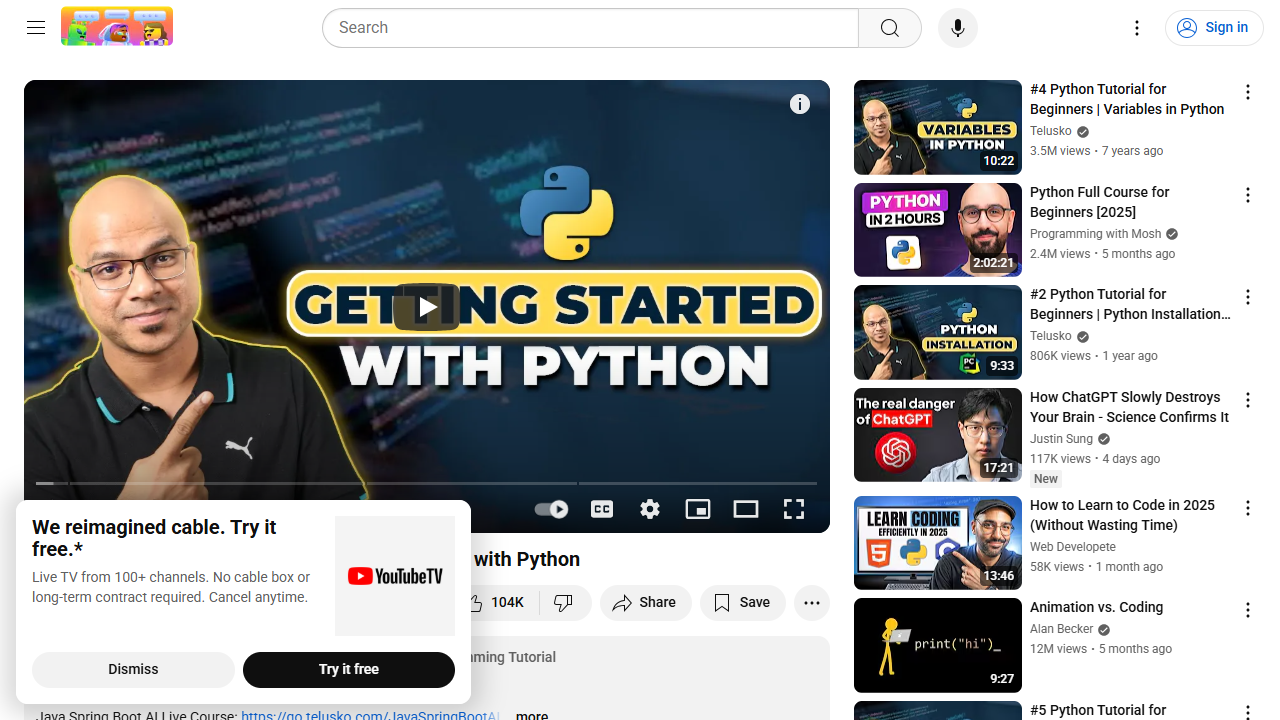 Search
Sign in
GETTING STARTED
WITH PYTHON
We reimagined cable. Try it
free.*
Live TV from 100+ channels. No cable box or
long-term contract required. Cancel anytime.
YouTubeTV
Dismiss
Try it free
with Python
104K
Share
Save
ming Tutorial
Java Spring Boot AI Live Course: https://go.telusko.com/JavaSpringBootAI
...more
VARIABLES
IN PYTHON
10:22
#4 Python Tutorial for
Beginners | Variables in Python
Telusko
3.5M views • 7 years ago
PYTHON
IN 2 HOURS
2:02:21
Python Full Course for
Beginners [2025]
Programming with Mosh
2.4M views • 5 months ago
PYTHON
INSTALLATION
PC
9:33
#2 Python Tutorial for
Beginners | Python Installation...
Telusko
806K views • 1 year ago
The real danger
of ChatGPT
17:21
How ChatGPT Slowly Destroys
Your Brain - Science Confirms It
Justin Sung
117K views • 4 days ago
New
LEARN CODING
EFFICIENTLY IN 2025
13:46
How to Learn to Code in 2025
(Without Wasting Time)
Web Developete
58K views • 1 month ago
print("hi")_
9:27
Animation vs. Coding
Alan Becker
12M views • 5 months ago
#5 Python Tutorial for